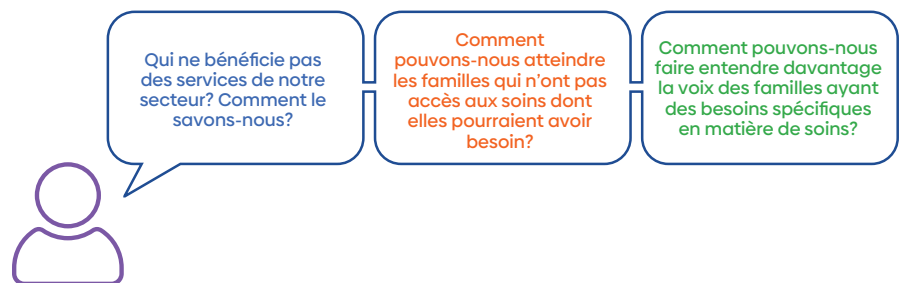 Qui ne bénéficie pas
des services de notre
secteur? Comment le
savons-nous?
Comment
pouvons-nous atteindre
les familles qui n'ont pas
accès aux soins dont
elles pourraient avoir
besoin?
Comment pouvons-nous
faire entendre davantage
la voix des familles ayant
des besoins spécifiques
en matière de soins?